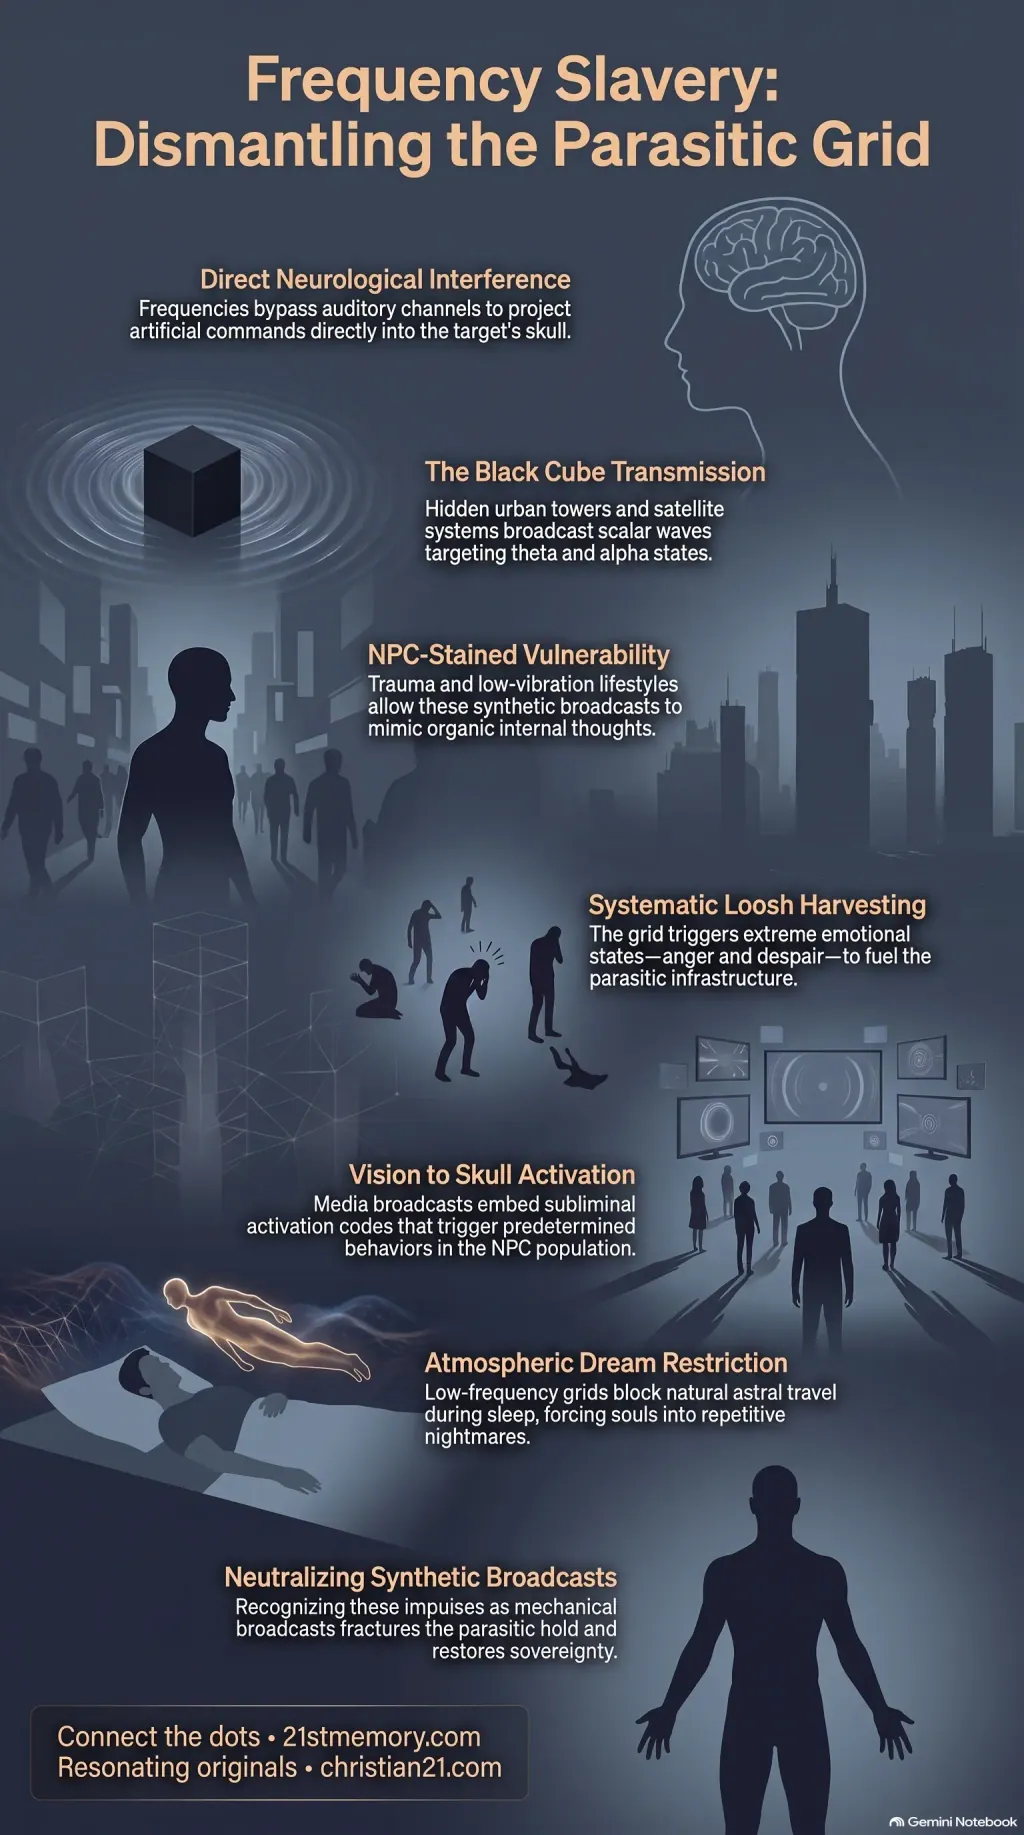 Frequency Slavery:
Dismantling the Parasitic Grid
Direct Neurological Interference
Frequencies bypass auditory channels to project
artificial commands directly into the target's skull.
The Black Cube Transmission
Hidden urban towers and satellite
systems broadcast scalar waves
targeting theta and alpha states.
NPC-Stained Vulnerability
Trauma and low-vibration lifestyles
allow these synthetic broadcasts to
mimic organic internal thoughts.
Systematic Loosh Harvesting
The grid triggers extreme emotional
states—anger and despair—to fuel the
parasitic infrastructure.
Vision to Skull Activation
Media broadcasts embed subliminal
activation codes that trigger predetermined
behaviors in the NPC population.
Atmospheric Dream Restriction
Low-frequency grids block natural astral travel
during sleep, forcing souls into repetitive
nightmares.
Neutralizing Synthetic Broadcasts
Recognizing these impuises as mechanical
broadcasts fractures the parasitic hold and
restores sovereignty.
Connect the dots • 21stmemory.com
Resonating originals • christian21.com
Gemini Notebook